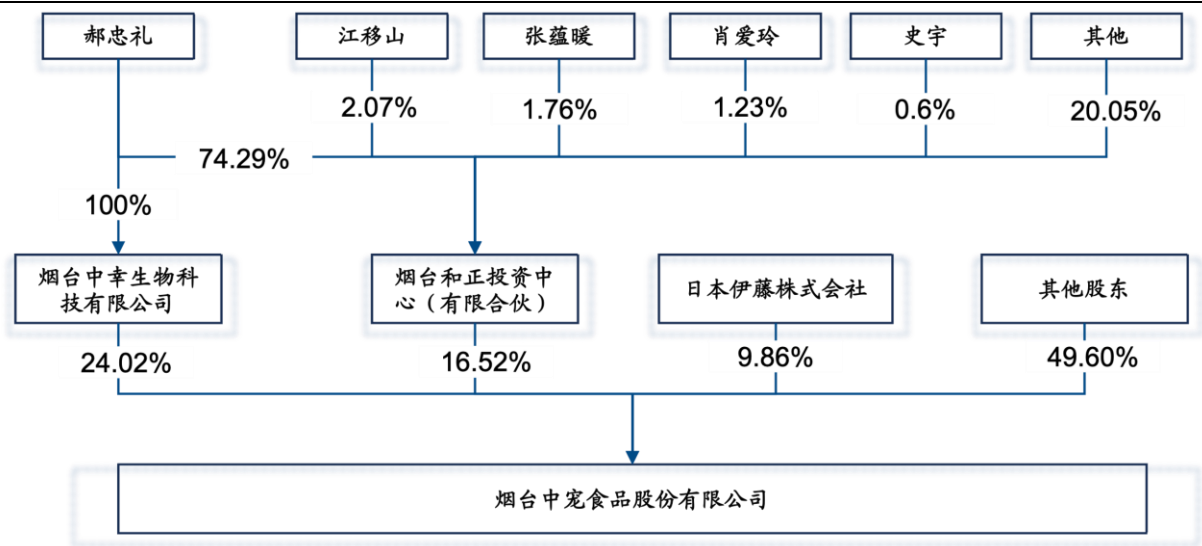 郝忠礼
江移山
张蕴暖
肖爱玲
史宇
其他
2.07%
1.76%
1.23%
0.6%
20.05%
74.29%
100%
烟台中幸生物科
技有限公司
烟台和正投资中
心（有限合伙）
日本伊藤株式会社
其他股东
24.02%
16.52%
9.86%
49.60%
烟台中宠食品股份有限公司